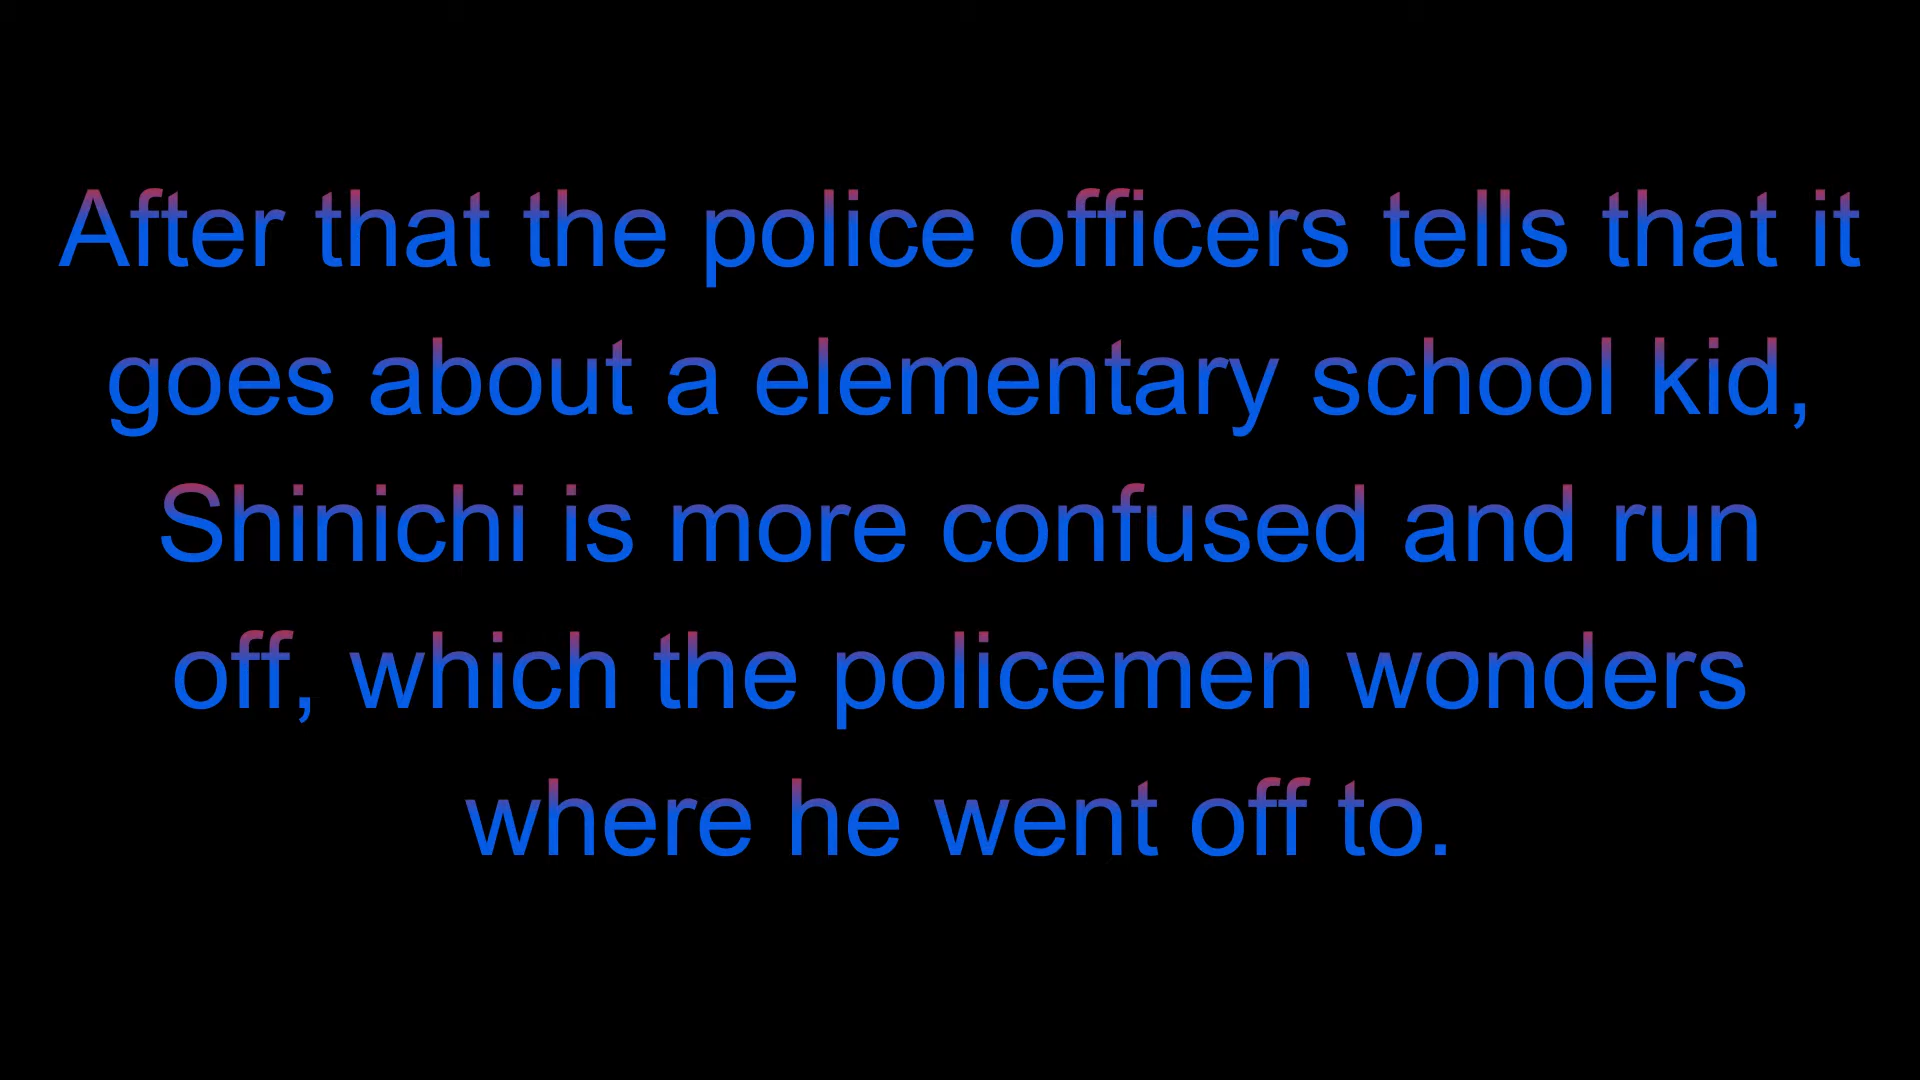 After that the police officers tells that it
goes about a elementary school kid,
Shinichi is more confused and run
off, which the policemen wonders
where he went off to.